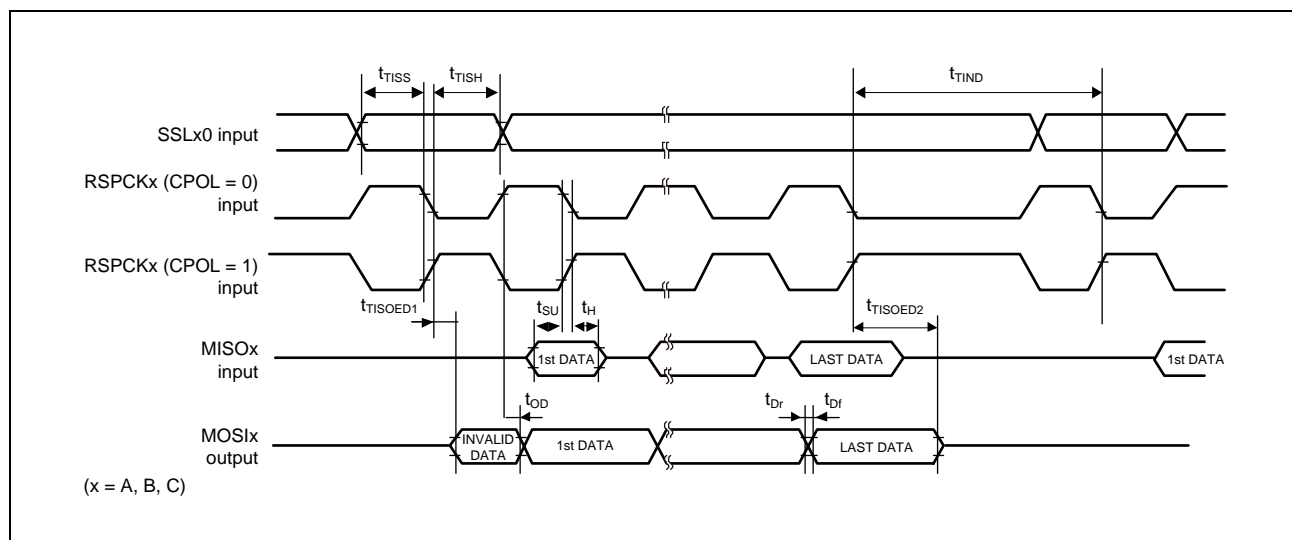 tTISS
tTISH
tTIND
SSLx0 input
RSPCKx (CPOL = 0)
input
RSPCKx (CPOL = 1)
input
tTISOED1
tSU
tH
tTISOED2
MISOx
input
1st DATA
LAST DATA
1st DATA
tOD
tDr
tDf
MOSIx
output
INVALID
DATA
1st DATA
LAST DATA
(x = A, B, C)